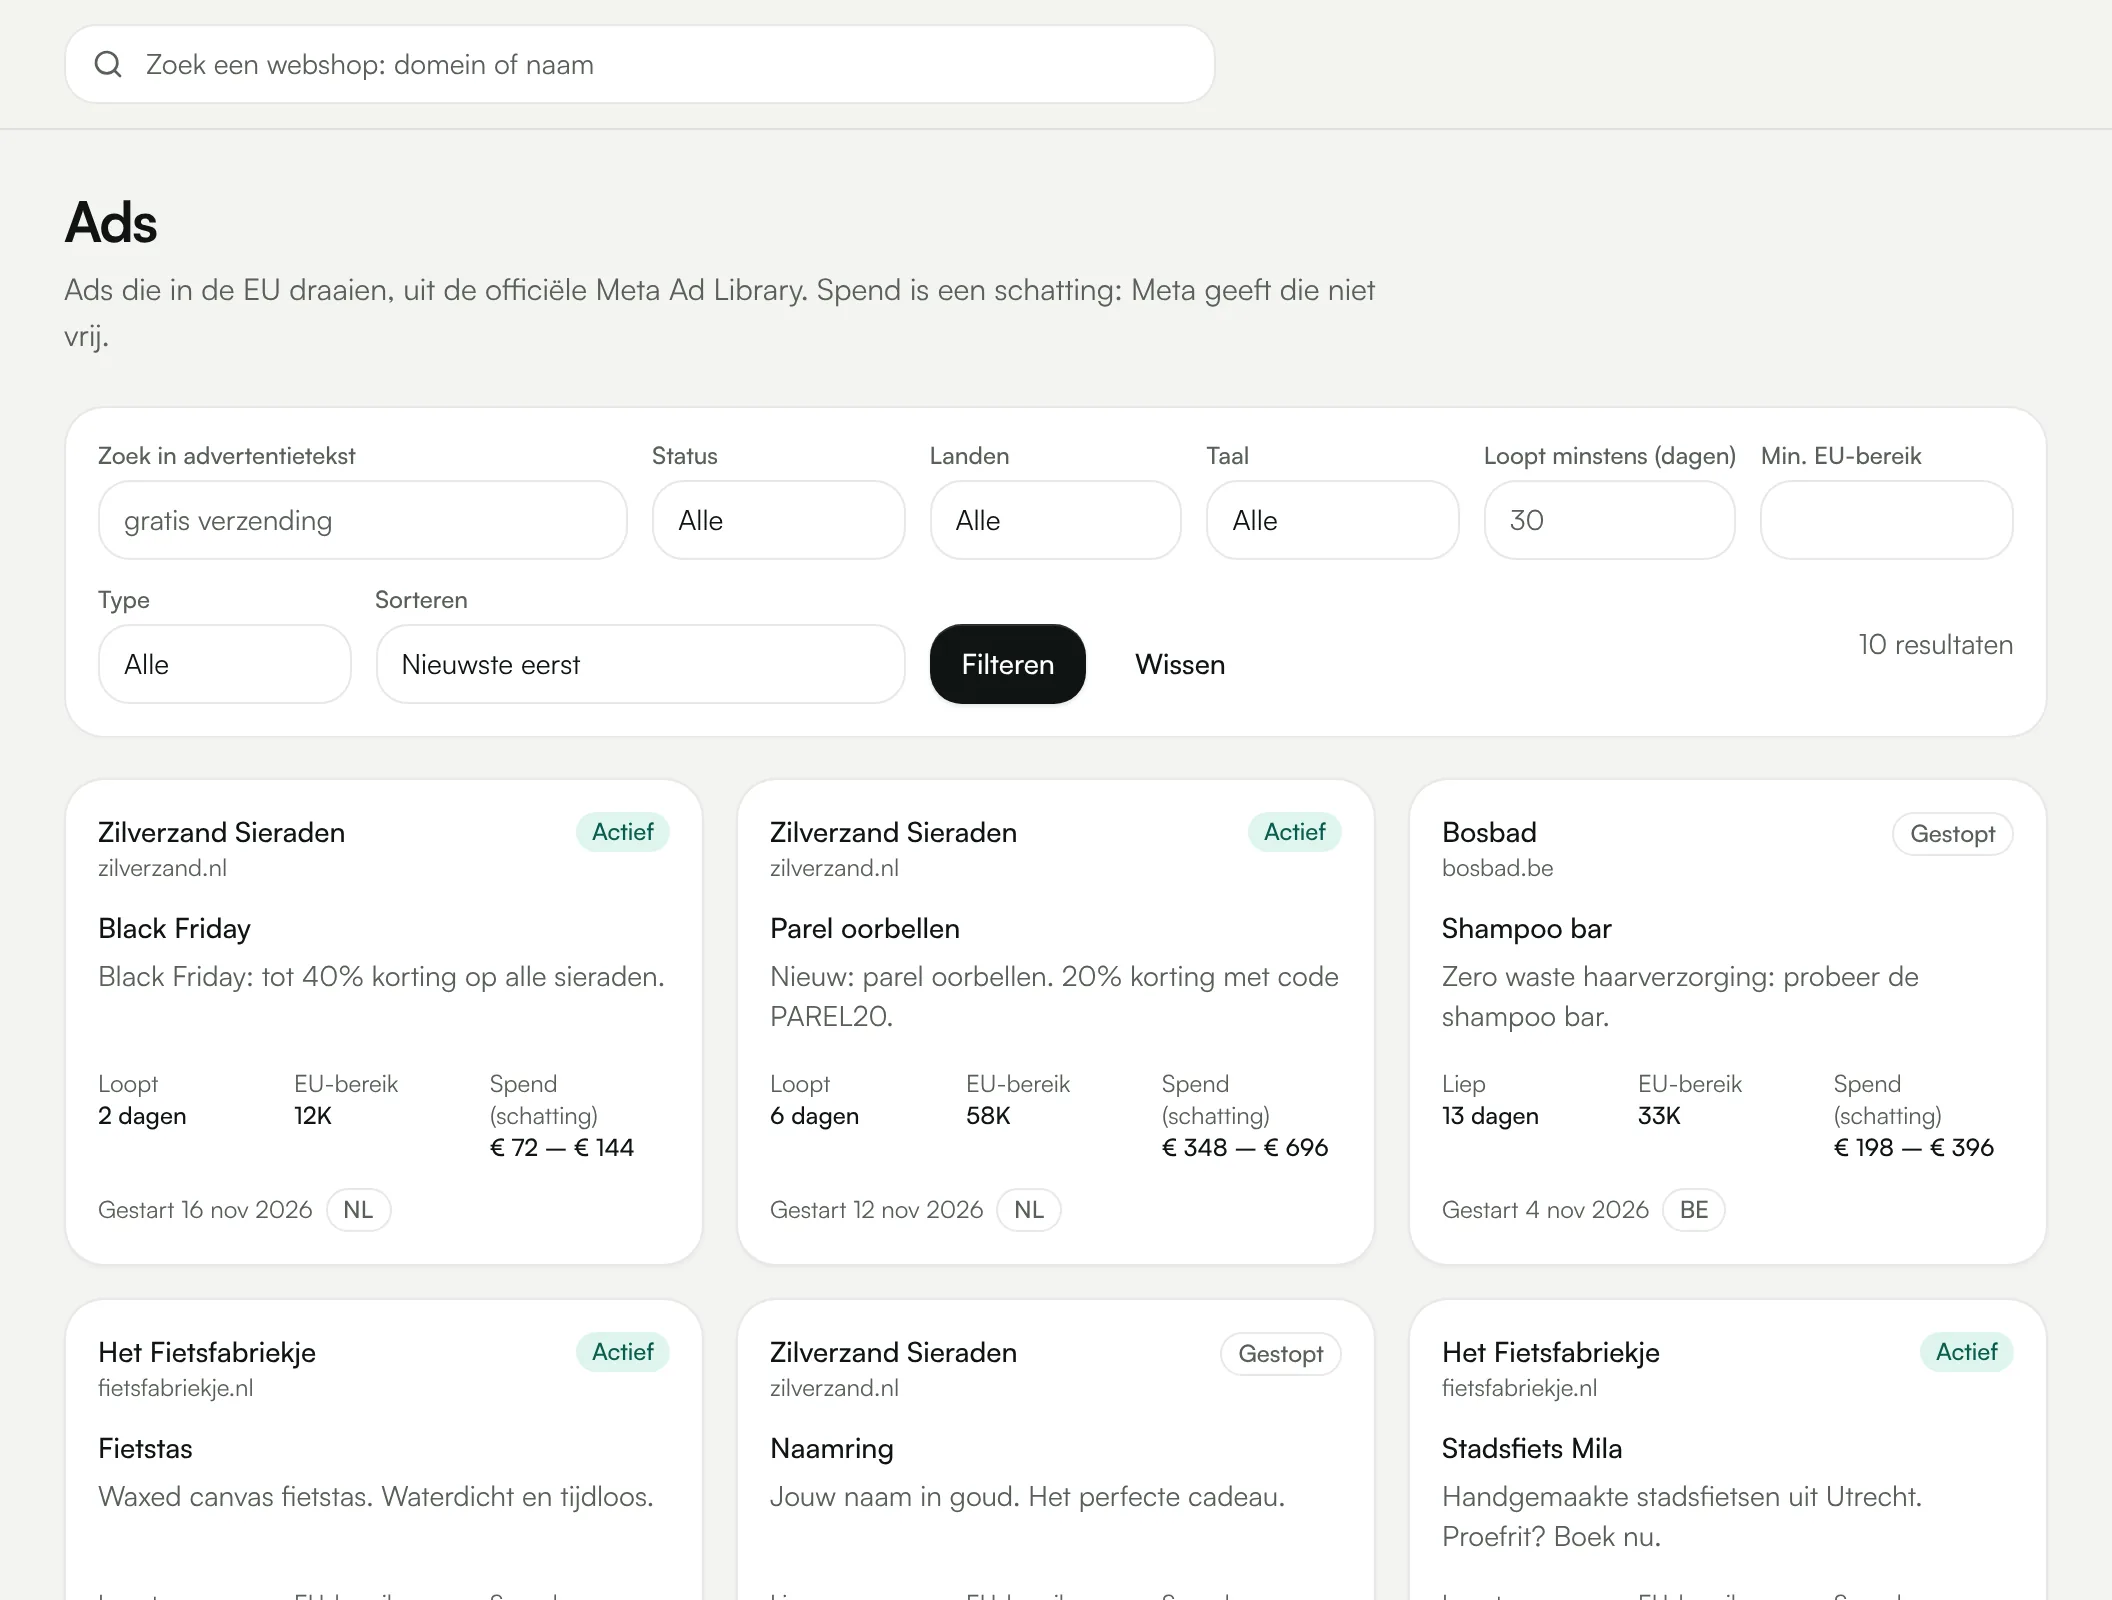 Zoek een webshop: domein of naam
Ads
Ads die in de EU draaien, uit de officiële Meta Ad Library. Spend is een schatting: Meta geeft die niet
vrij.
Zoek in advertentietekst
Status
Landen
Taal
Loopt minstens (dagen)
Min. EU-bereik
gratis verzending
Alle
Alle
Alle
30
Type
Sorteren
Alle
Nieuwste eerst
Filteren
Wissen
10 resultaten
Zilverzand Sieraden
Actief
zilverzand.nl
Black Friday
Black Friday: tot 40% korting op alle sieraden.
Loopt
2 dagen
EU-bereik
12K
Spend
(schatting)
€ 72 — € 144
Gestart 16 nov 2026
NL
Zilverzand Sieraden
Actief
zilverzand.nl
Parel oorbellen
Nieuw: parel oorbellen. 20% korting met code
PAREL20.
Loopt
6 dagen
EU-bereik
58K
Spend
(schatting)
€ 348 — € 696
Gestart 12 nov 2026
NL
Bosbad
Gestopt
bosbad.be
Shampoo bar
Zero waste haarverzorging: probeer de
shampoo bar.
Liep
13 dagen
EU-bereik
33K
Spend
(schatting)
€ 198 — € 396
Gestart 4 nov 2026
BE
Het Fietsfabriekje
Actief
fietsfabriekje.nl
Fietstas
Waxed canvas fietstas. Waterdicht en tijdloos.
Zilverzand Sieraden
Gestopt
zilverzand.nl
Naamring
Jouw naam in goud. Het perfecte cadeau.
Het Fietsfabriekje
Actief
fietsfabriekje.nl
Stadsfiets Mila
Handgemaakte stadsfietsen uit Utrecht.
Proefrit? Boek nu.